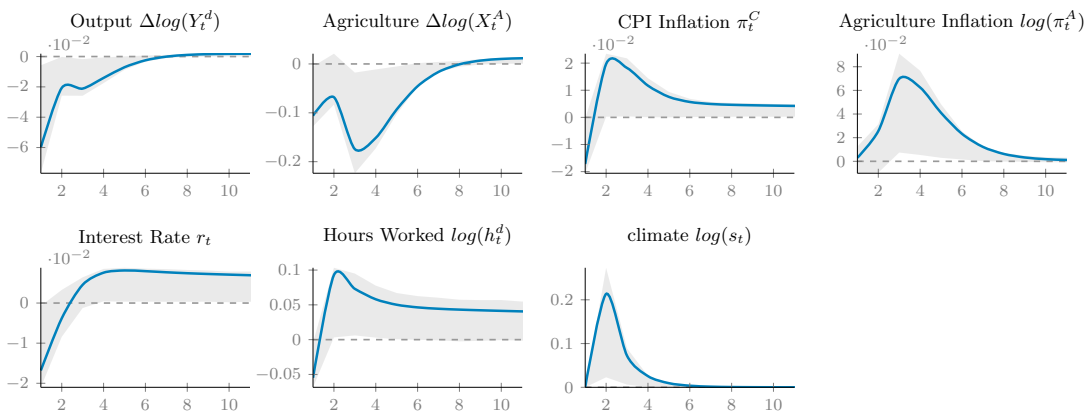 Output Δlog(Y_t^d)
·10⁻²
0
−2
−4
−6
2 4 6 8 10
Agriculture Δlog(X_t^A)
0
−0.1
−0.2
2 4 6 8 10
CPI Inflation π_t^C
·10⁻²
2
1
0
−1
−2
2 4 6 8 10
Agriculture Inflation log(π_t^A)
·10⁻²
8
6
4
2
0
2 4 6 8 10
Interest Rate r_t
·10⁻²
0
−1
−2
2 4 6 8 10
Hours Worked log(h_t^d)
0.1
0.05
0
−0.05
2 4 6 8 10
climate log(s_t)
0.2
0.1
0
2 4 6 8 10